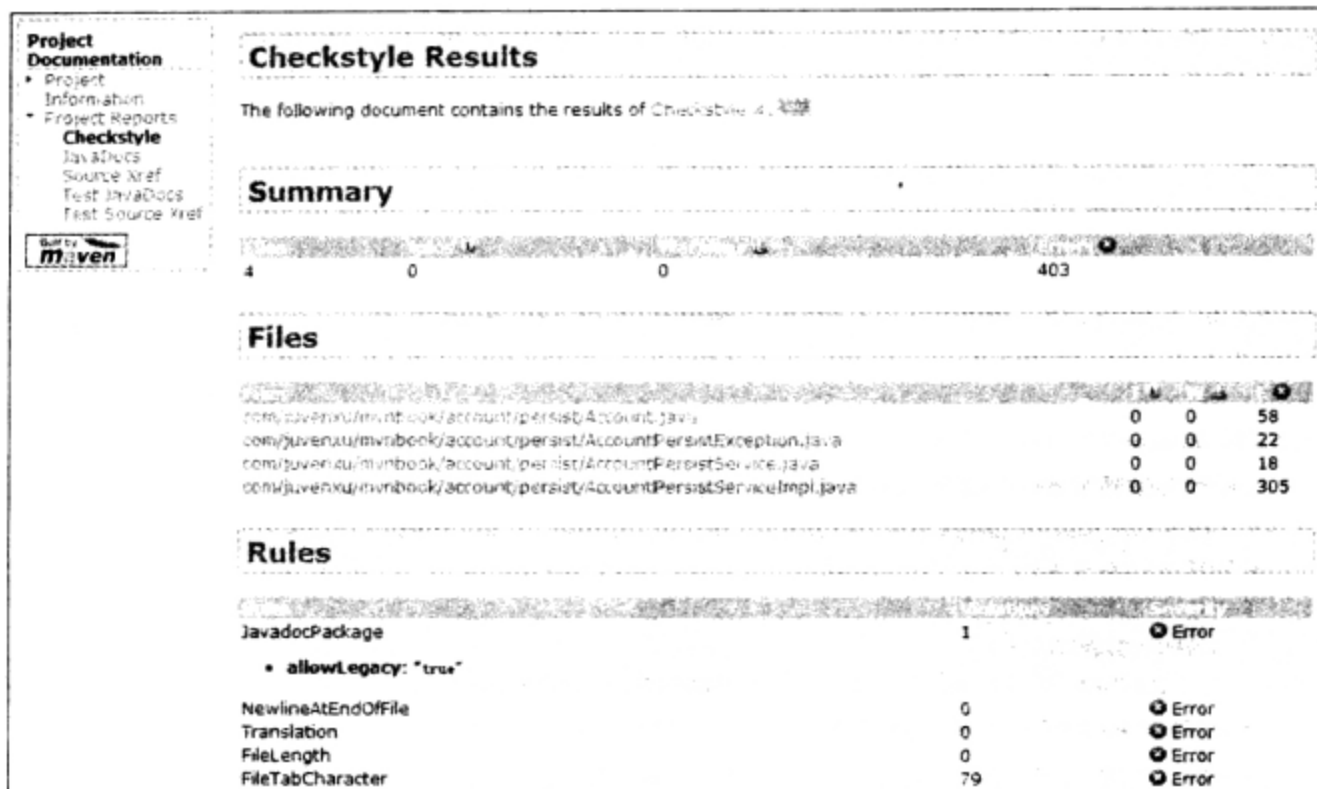 Project
Documentation
Project
Information
Project Reports
Checkstyle
JavaDocs
Source Xref
Test JavaDocs
Test Source Xref
Built by
maven
Checkstyle Results
The following document contains the results of Checkstyle
Summary
4 0 0 403
Files
com/juvenxu/mvnbook/account/persist/Account.java 0 0 58
com/juvenxu/mvnbook/account/persist/AccountPersistException.java 0 0 22
com/juvenxu/mvnbook/account/persist/AccountPersistService.java 0 0 18
com/juvenxu/mvnbook/account/persist/AccountPersistServiceImpl.java 0 0 305
Rules
JavadocPackage 1 Error
• allowLegacy: "true"
NewlineAtEndOfFile 0 Error
Translation 0 Error
FileLength 0 Error
FileTabCharacter 79 Error